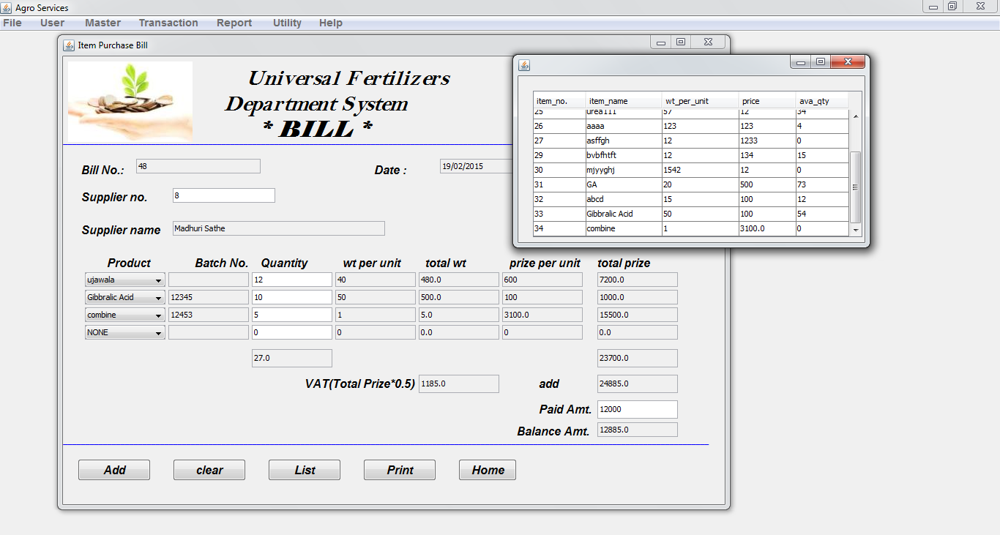 Agro Services
File User Master Transaction Report Utility Help
Item Purchase Bill
Universal Fertilizers
Department System
* BILL *
Bill No.: 48 Date : 19/02/2015
Supplier no. 8
Supplier name Madhuri Sathe
Product Batch No. Quantity wt per unit total wt prize per unit total prize
ujawala 12 40 480.0 600 7200.0
Gibbralic Acid 12345 10 50 500.0 100 1000.0
combine 12453 5 1 5.0 3100.0 15500.0
NONE 0 0 0.0 0 0.0
27.0 23700.0
VAT(Total Prize*0.5) 1185.0 add 24885.0
Paid Amt. 12000
Balance Amt. 12885.0
Add clear List Print Home
item_no. item_name wt_per_unit price ava_qty
25 urea111 57 12 34
26 aaaa 123 123 4
27 asffgh 12 1233 0
29 bvbfhtft 12 134 15
30 mjyyghj 1542 12 0
31 GA 20 500 73
32 abcd 15 100 12
33 Gibbralic Acid 50 100 54
34 combine 1 3100.0 0